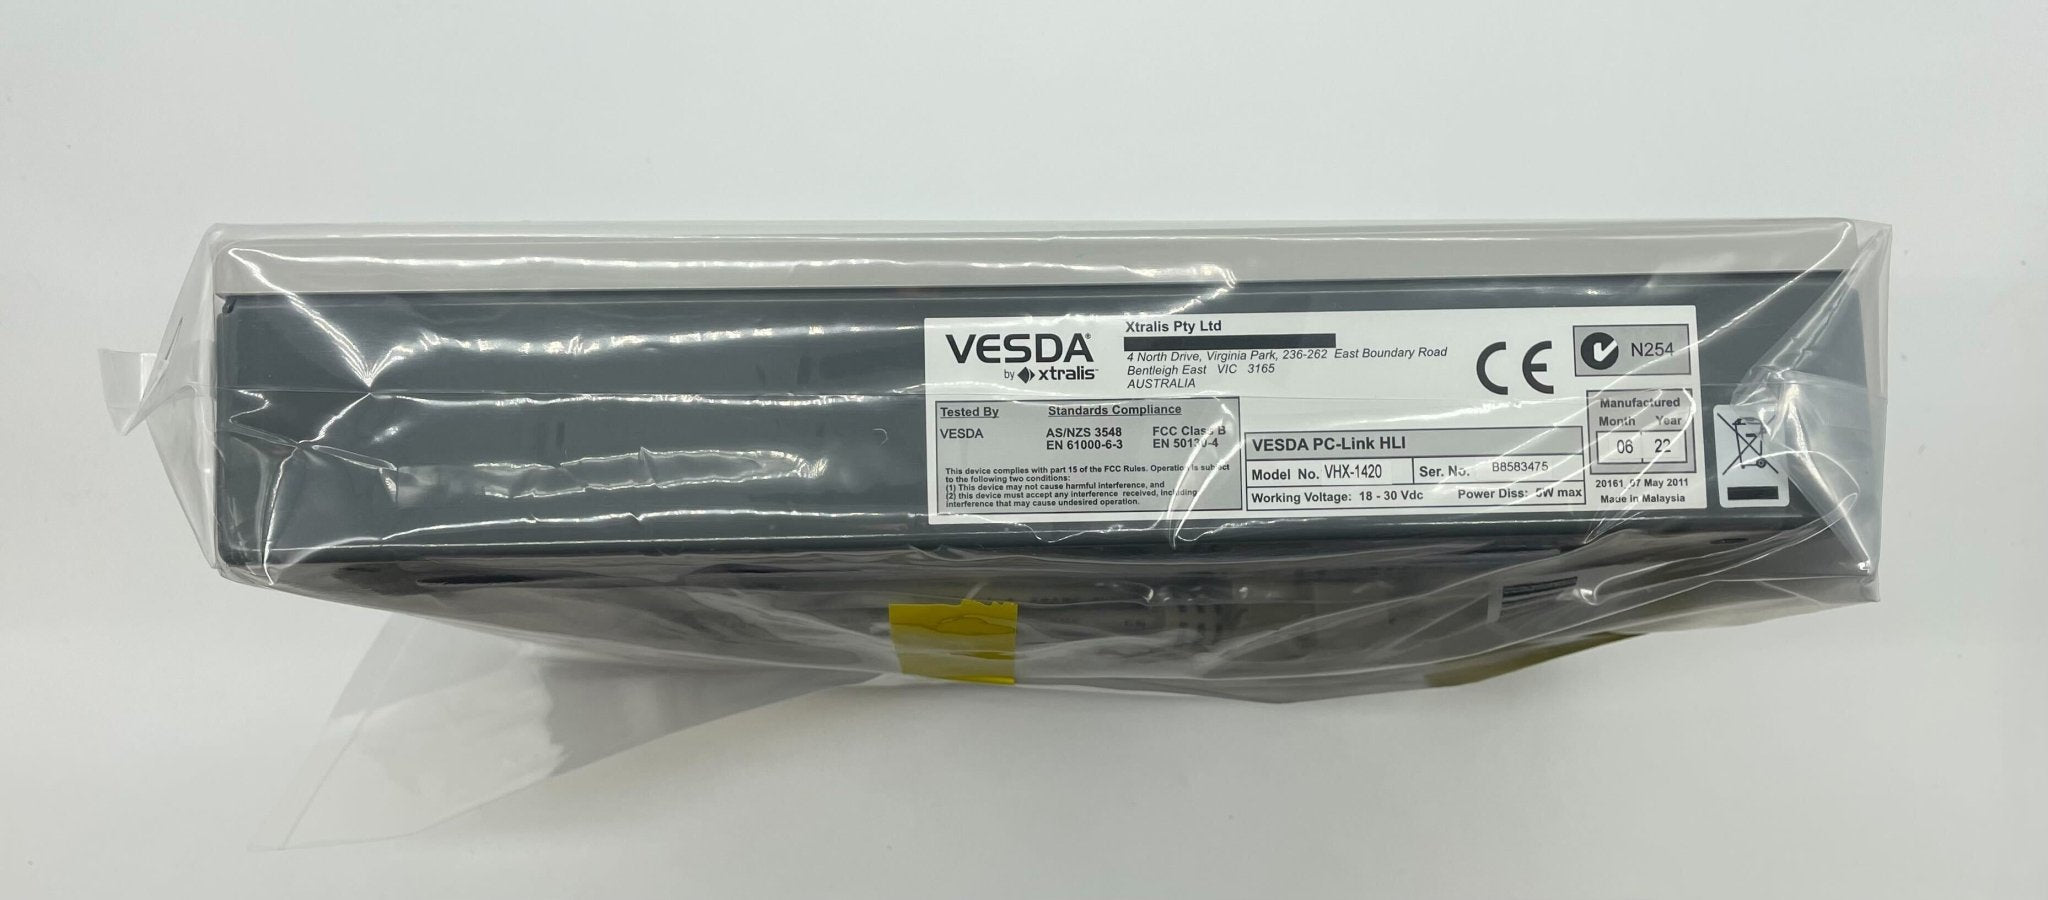 VESDA®
by xtralis™
Xtralis Pty Ltd
4 North Drive, Virginia Park, 236-262 East Boundary Road
Bentleigh East VIC 3165
AUSTRALIA
CE
N254
Tested By Standards Compliance
VESDA AS/NZS 3548 FCC Class B
EN 61000-6-3 EN 50130-4
This device complies with part 15 of the FCC Rules. Operation is subject
to the following two conditions:
(1) This device may not cause harmful interference, and
(2) this device must accept any interference received, including
interference that may cause undesired operation.
VESDA PC-Link HLI
Model No. VHX-1420 Ser. No. B8583475
Working Voltage: 18 - 30 Vdc Power Diss: 5W max
Manufactured
Month Year
06 22
20161_07 May 2011
Made in Malaysia